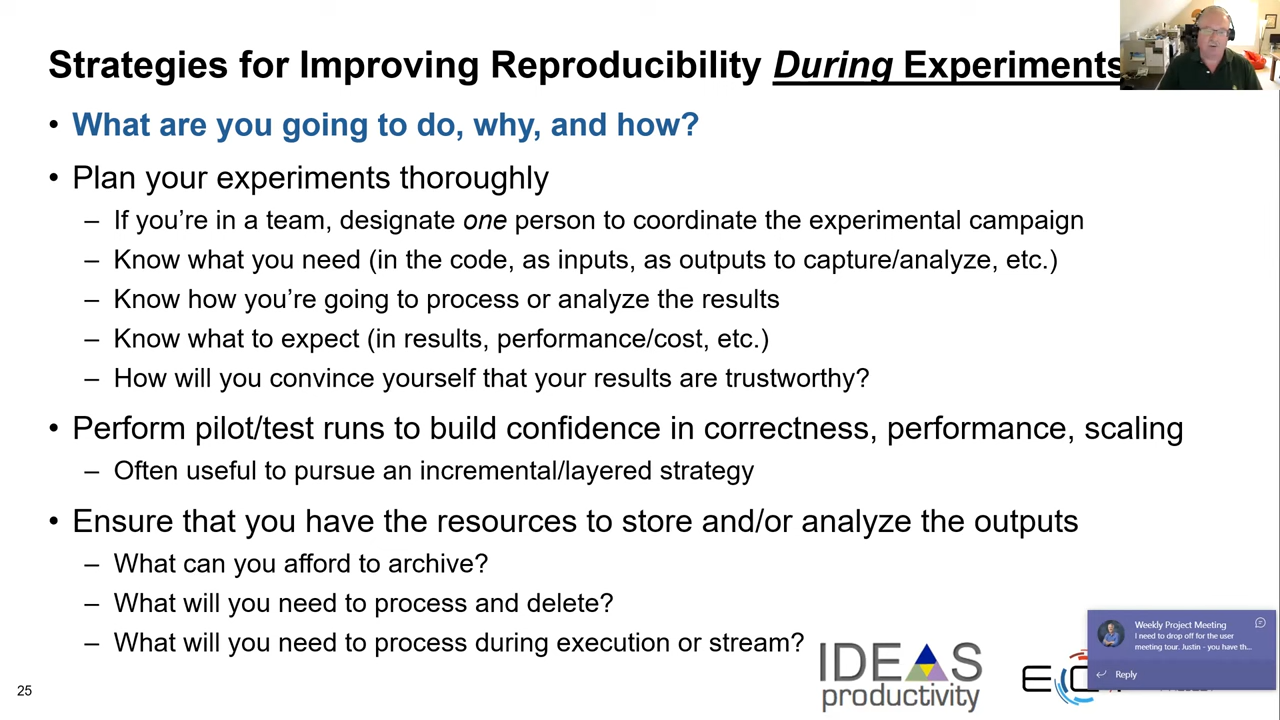 Strategies for Improving Reproducibility During Experiments
• What are you going to do, why, and how?
• Plan your experiments thoroughly
– If you’re in a team, designate one person to coordinate the experimental campaign
– Know what you need (in the code, as inputs, as outputs to capture/analyze, etc.)
– Know how you’re going to process or analyze the results
– Know what to expect (in results, performance/cost, etc.)
– How will you convince yourself that your results are trustworthy?
• Perform pilot/test runs to build confidence in correctness, performance, scaling
– Often useful to pursue an incremental/layered strategy
• Ensure that you have the resources to store and/or analyze the outputs
– What can you afford to archive?
– What will you need to process and delete?
– What will you need to process during execution or stream?
IDEAS
productivity
Weekly Project Meeting
I need to drop off for the user
meeting tour. Justin - you have th...
Reply
25